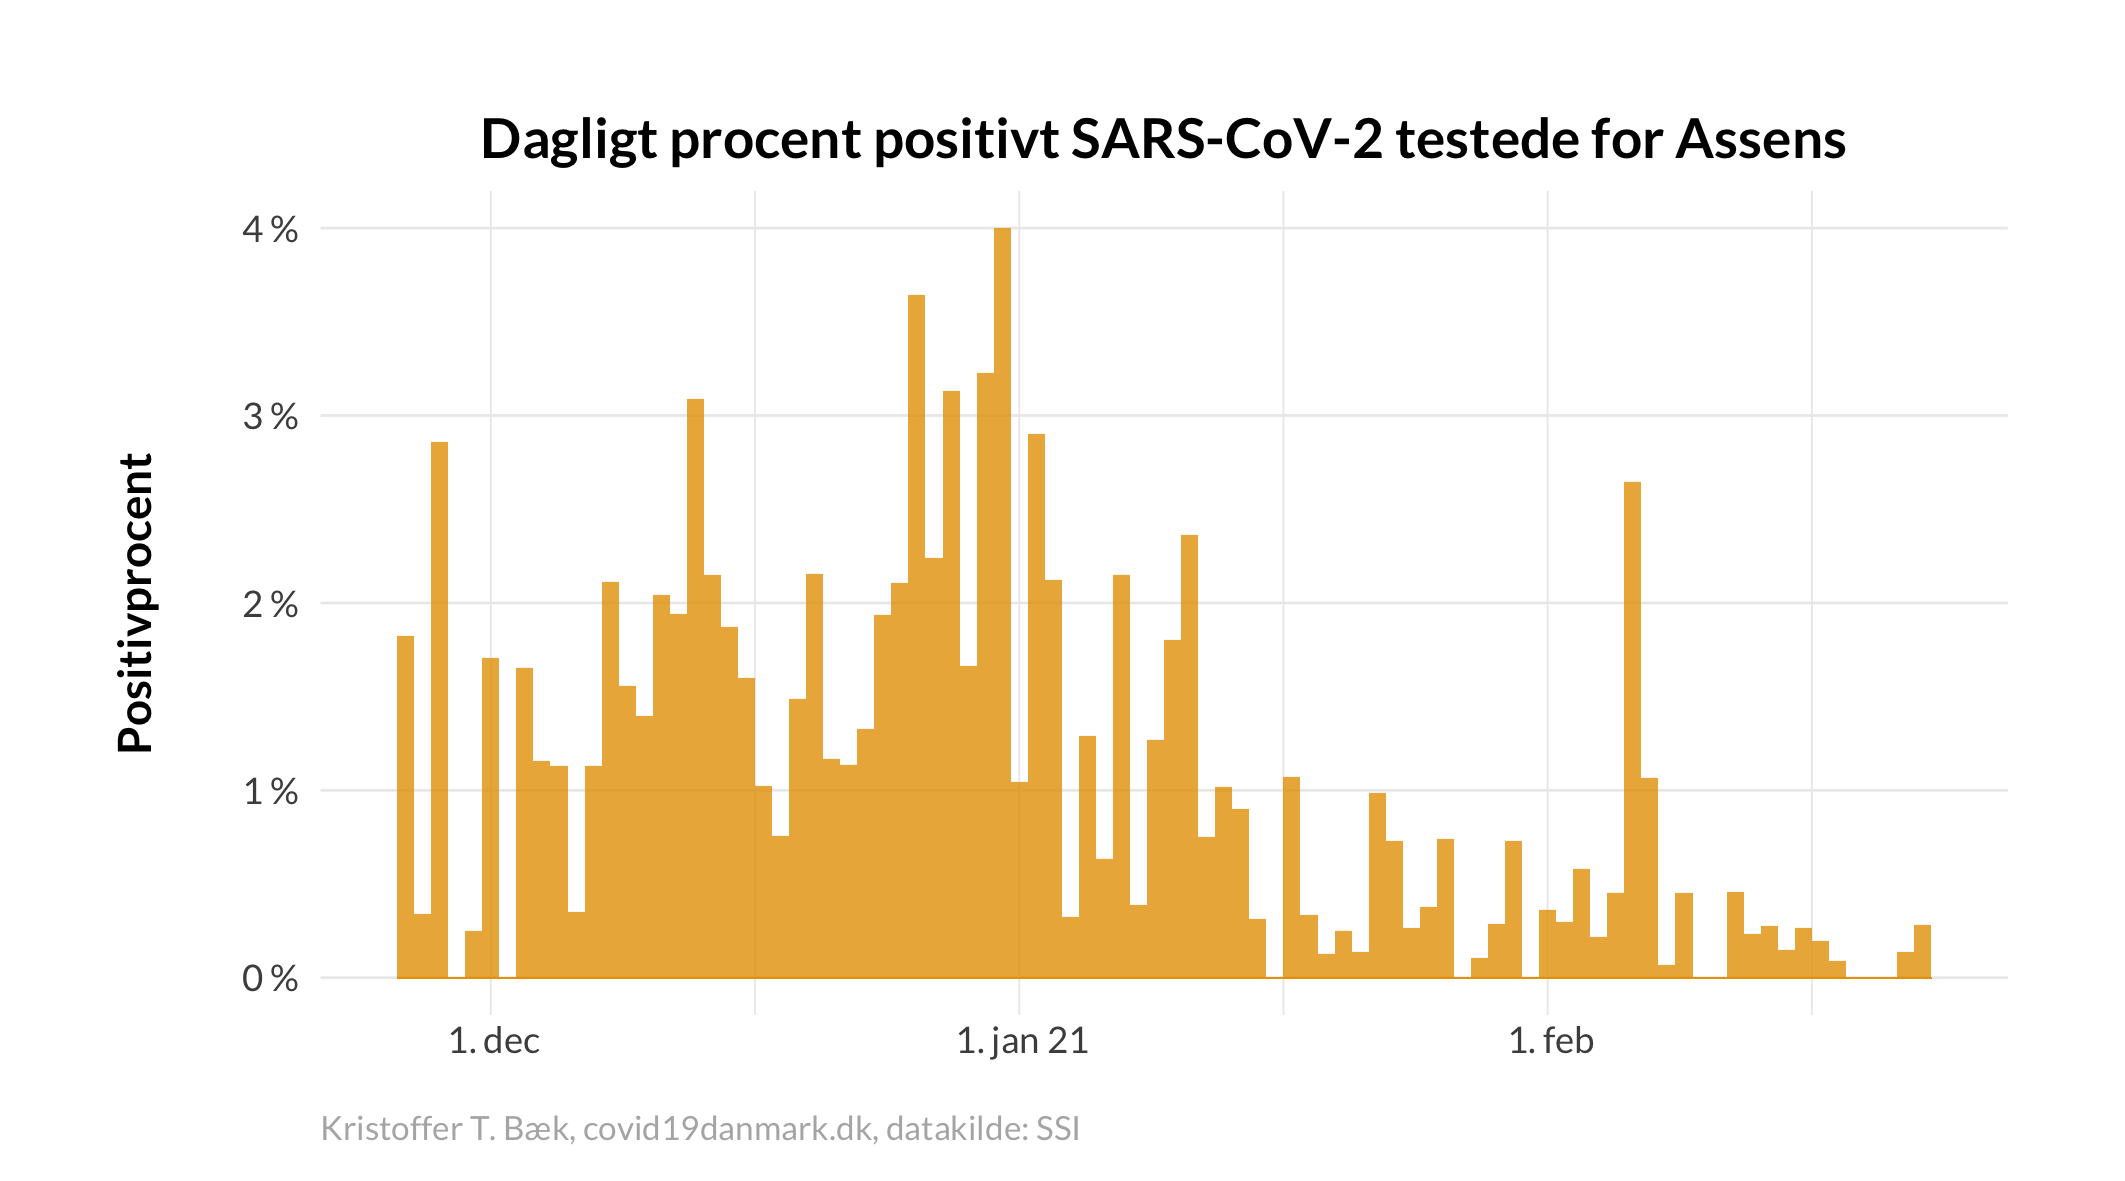 Dagligt procent positivt SARS-CoV-2 testede for Assens
Positivprocent
4 %
3 %
2 %
1 %
0 %
1. dec
1. jan 21
1. feb
Kristoffer T. Bæk, covid19danmark.dk, datakilde: SSI